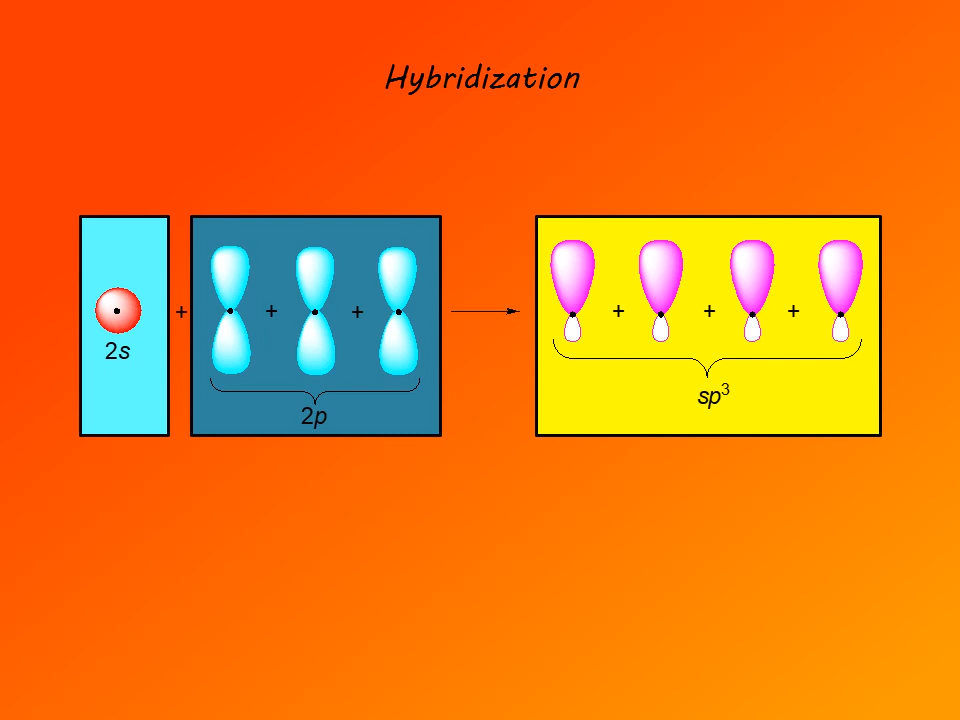 Hybridization
+ + + + + +
2s
2p
sp³